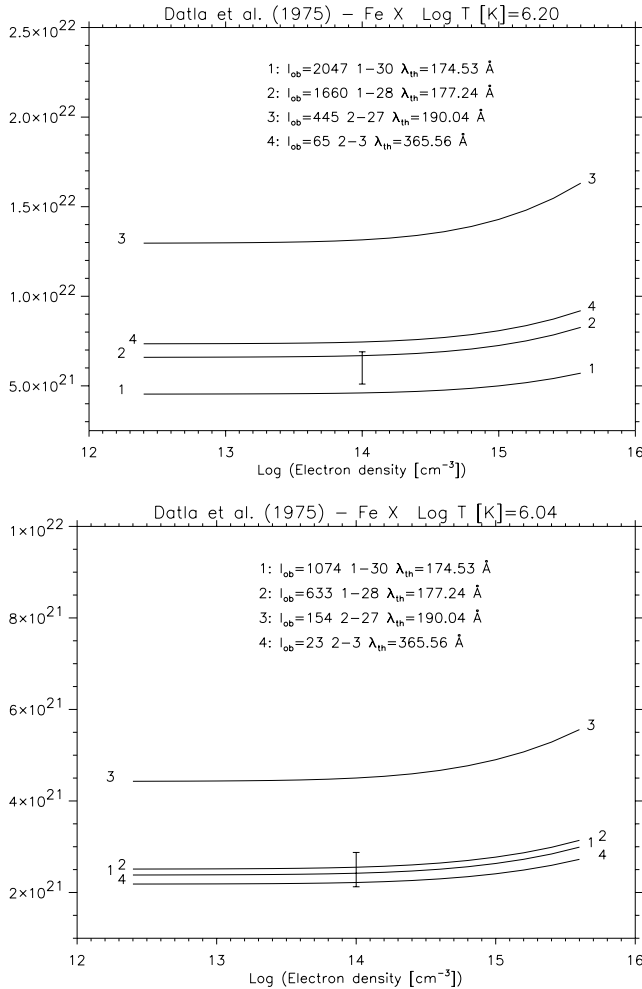 Datla et al. (1975) − Fe X  Log T [K]=6.20
2.5×10²²
1: I_ob=2047 1−30 λ_th=174.53 Å
2: I_ob=1660 1−28 λ_th=177.24 Å
2.0×10²²
3: I_ob=445 2−27 λ_th=190.04 Å
4: I_ob=65 2−3 λ_th=365.56 Å
3
1.5×10²²
3
4
1.0×10²²
2
4
2
1
5.0×10²¹
1
12 13 14 15 16
Log (Electron density [cm⁻³])
Datla et al. (1975) − Fe X  Log T [K]=6.04
1×10²²
1: I_ob=1074 1−30 λ_th=174.53 Å
2: I_ob=633 1−28 λ_th=177.24 Å
3: I_ob=154 2−27 λ_th=190.04 Å
8×10²¹
4: I_ob=23 2−3 λ_th=365.56 Å
6×10²¹
3
3
4×10²¹
1 2
1 2
4
4
2×10²¹
12 13 14 15 16
Log (Electron density [cm⁻³])